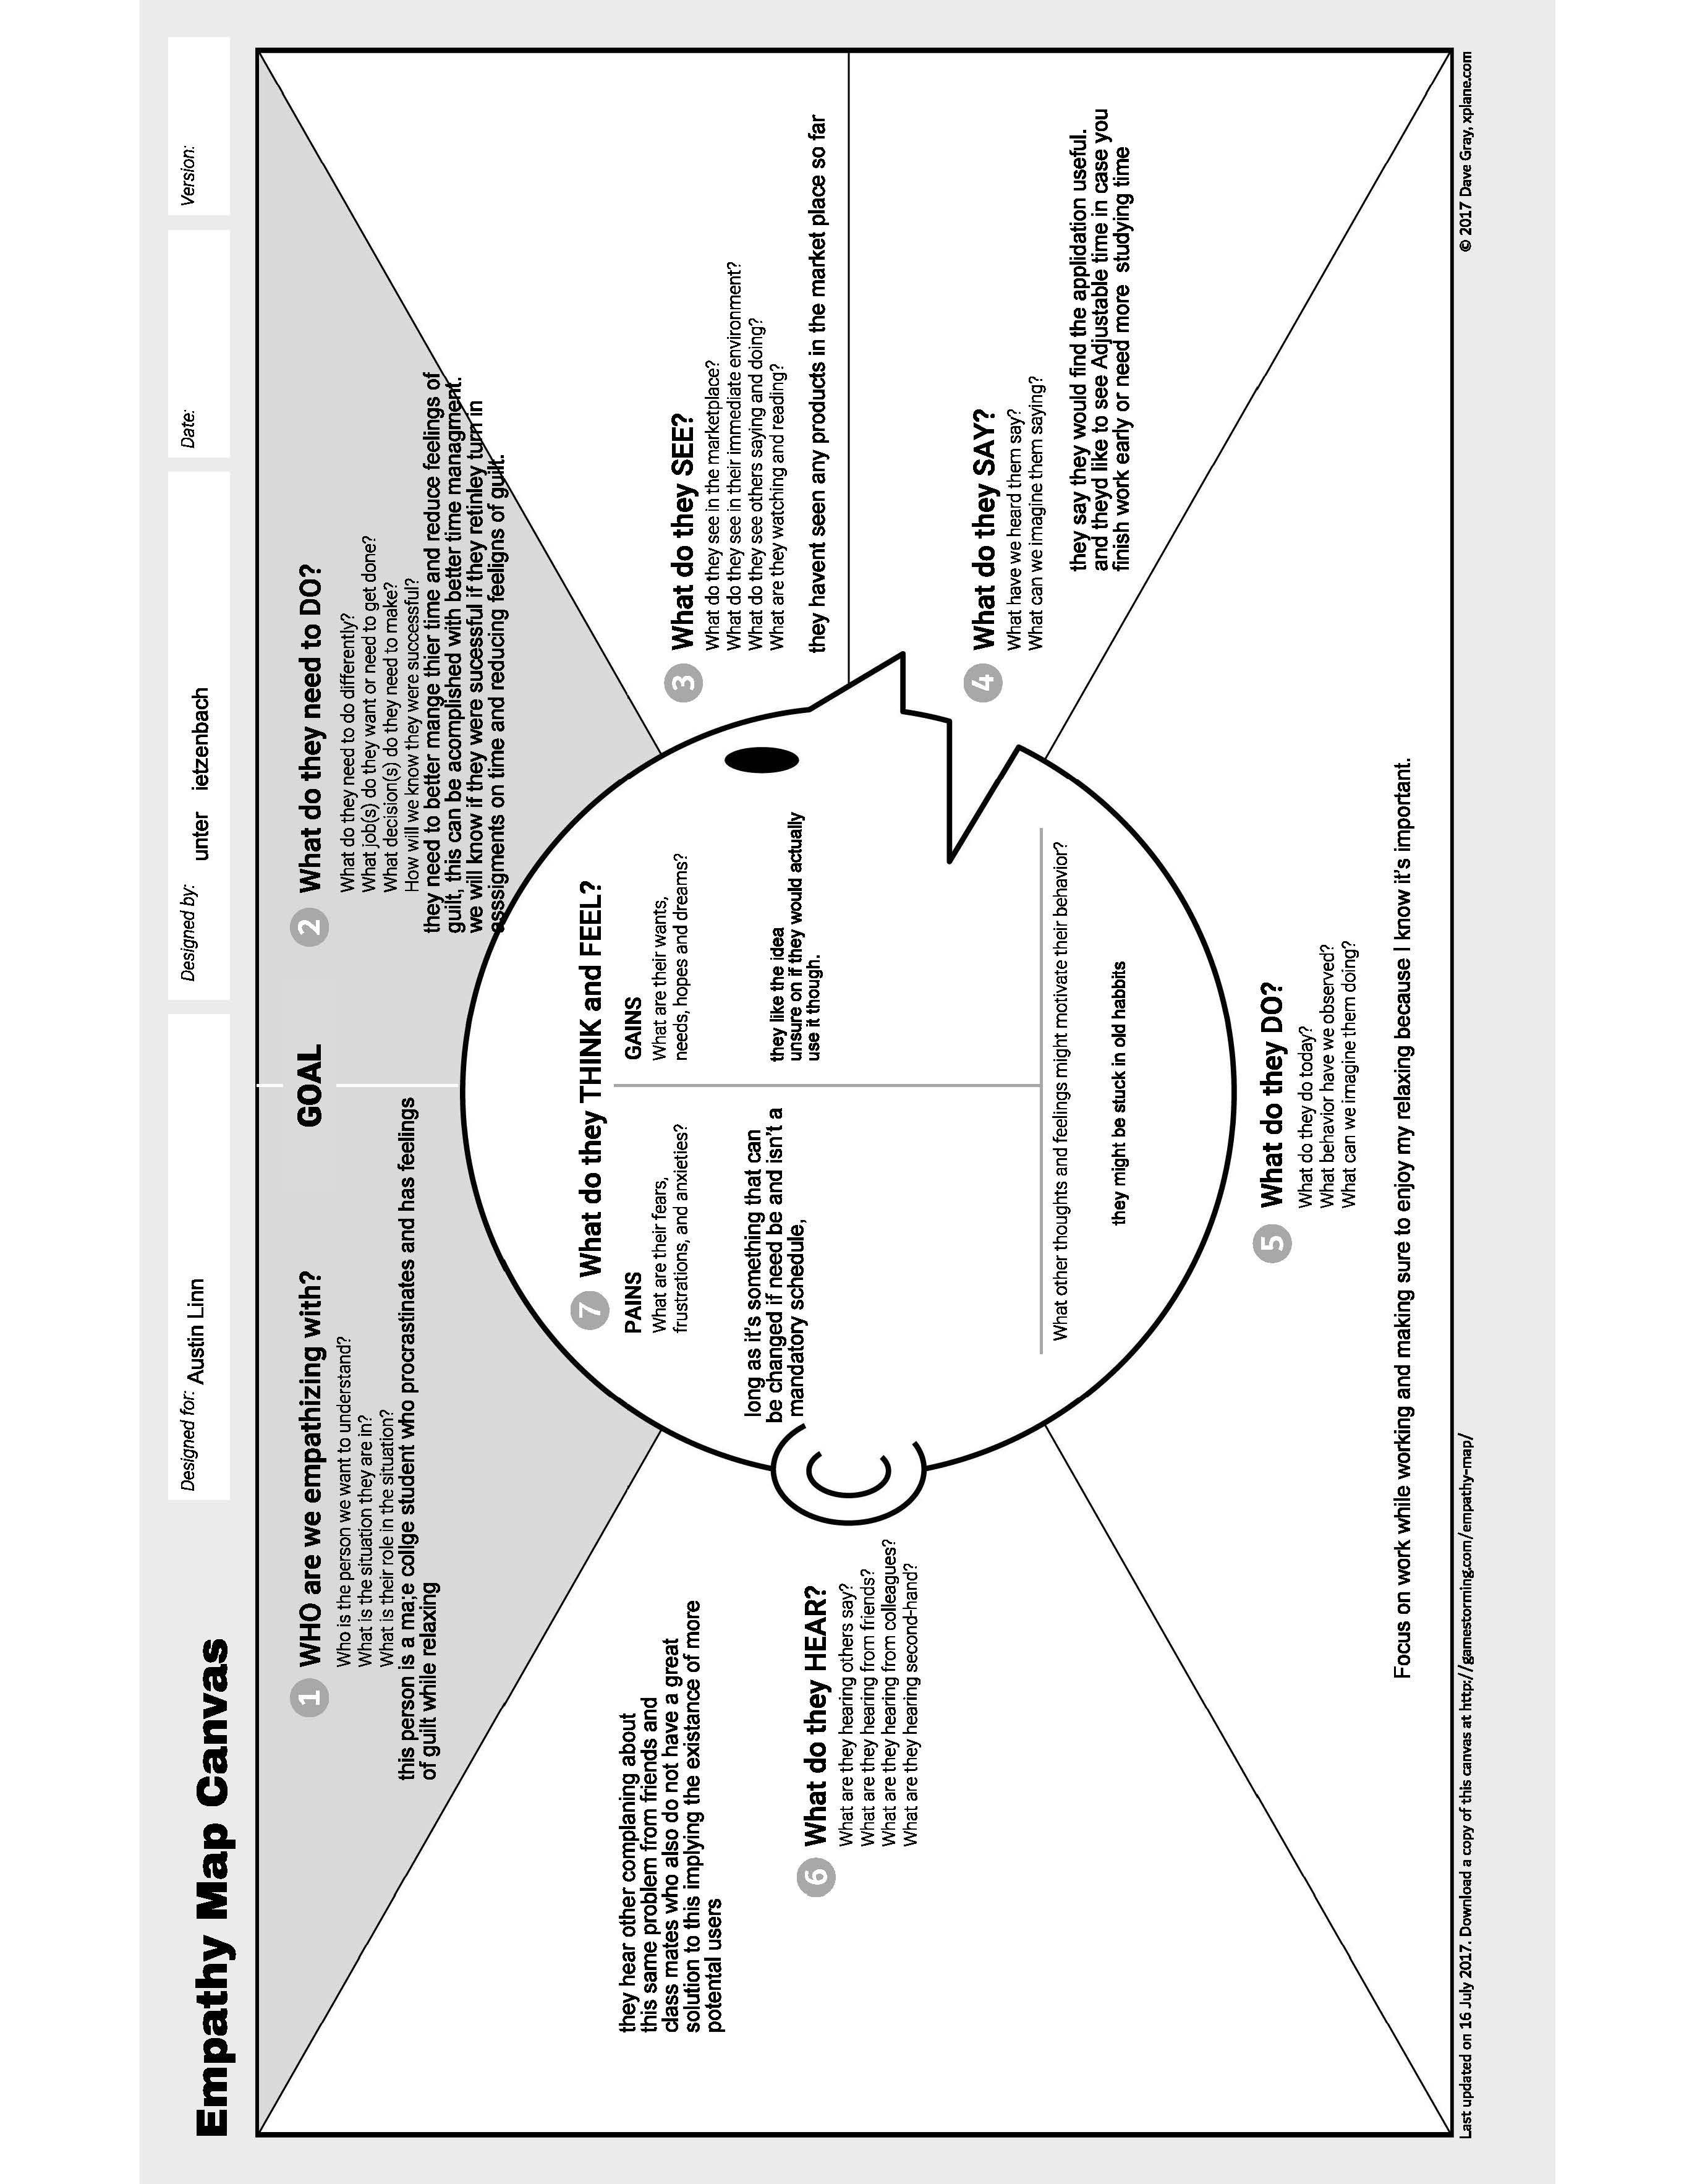 Empathy Map Canvas
Designed for: Austin Linn
Designed by: unter ietzenbach
Date:
Version:
GOAL
1 WHO are we empathizing with?
Who is the person we want to understand?
What is the situation they are in?
What is their role in the situation?
this person is a ma;e collge student who procrastinates and has feelings
of guilt while relaxing
2 What do they need to DO?
What do they need to do differently?
What job(s) do they want or need to get done?
What decision(s) do they need to make?
How will we know they were successful?
they need to better mange thier time and reduce feelings of
guilt, this can be acomplished with better time managment.
we will know if they were sucessful if they retinley turn in
asssigments on time and reducing feeligns of guilt.
7 What do they THINK and FEEL?
PAINS
What are their fears,
frustrations, and anxieties?
long as it's something that can
be changed if need be and isn't a
mandatory schedule,
GAINS
What are their wants,
needs, hopes and dreams?
they like the idea
unsure on if they would actually
use it though.
What other thoughts and feelings might motivate their behavior?
they might be stuck in old habbits
3 What do they SEE?
What do they see in the marketplace?
What do they see in their immediate environment?
What do they see others saying and doing?
What are they watching and reading?
they havent seen any products in the market place so far
4 What do they SAY?
What have we heard them say?
What can we imagine them saying?
they say they would find the applidation useful.
and theyd like to see Adjustable time in case you
finish work early or need more studying time
5 What do they DO?
What do they do today?
What behavior have we observed?
What can we imagine them doing?
Focus on work while working and making sure to enjoy my relaxing because I know it's important.
they hear other complaning about
this same problem from friends and
class mates who also do not have a great
solution to this implying the existance of more
potental users
6 What do they HEAR?
What are they hearing others say?
What are they hearing from friends?
What are they hearing from colleagues?
What are they hearing second-hand?
Last updated on 16 July 2017. Download a copy of this canvas at http://gamestorming.com/empathy-map/
© 2017 Dave Gray, xplane.com